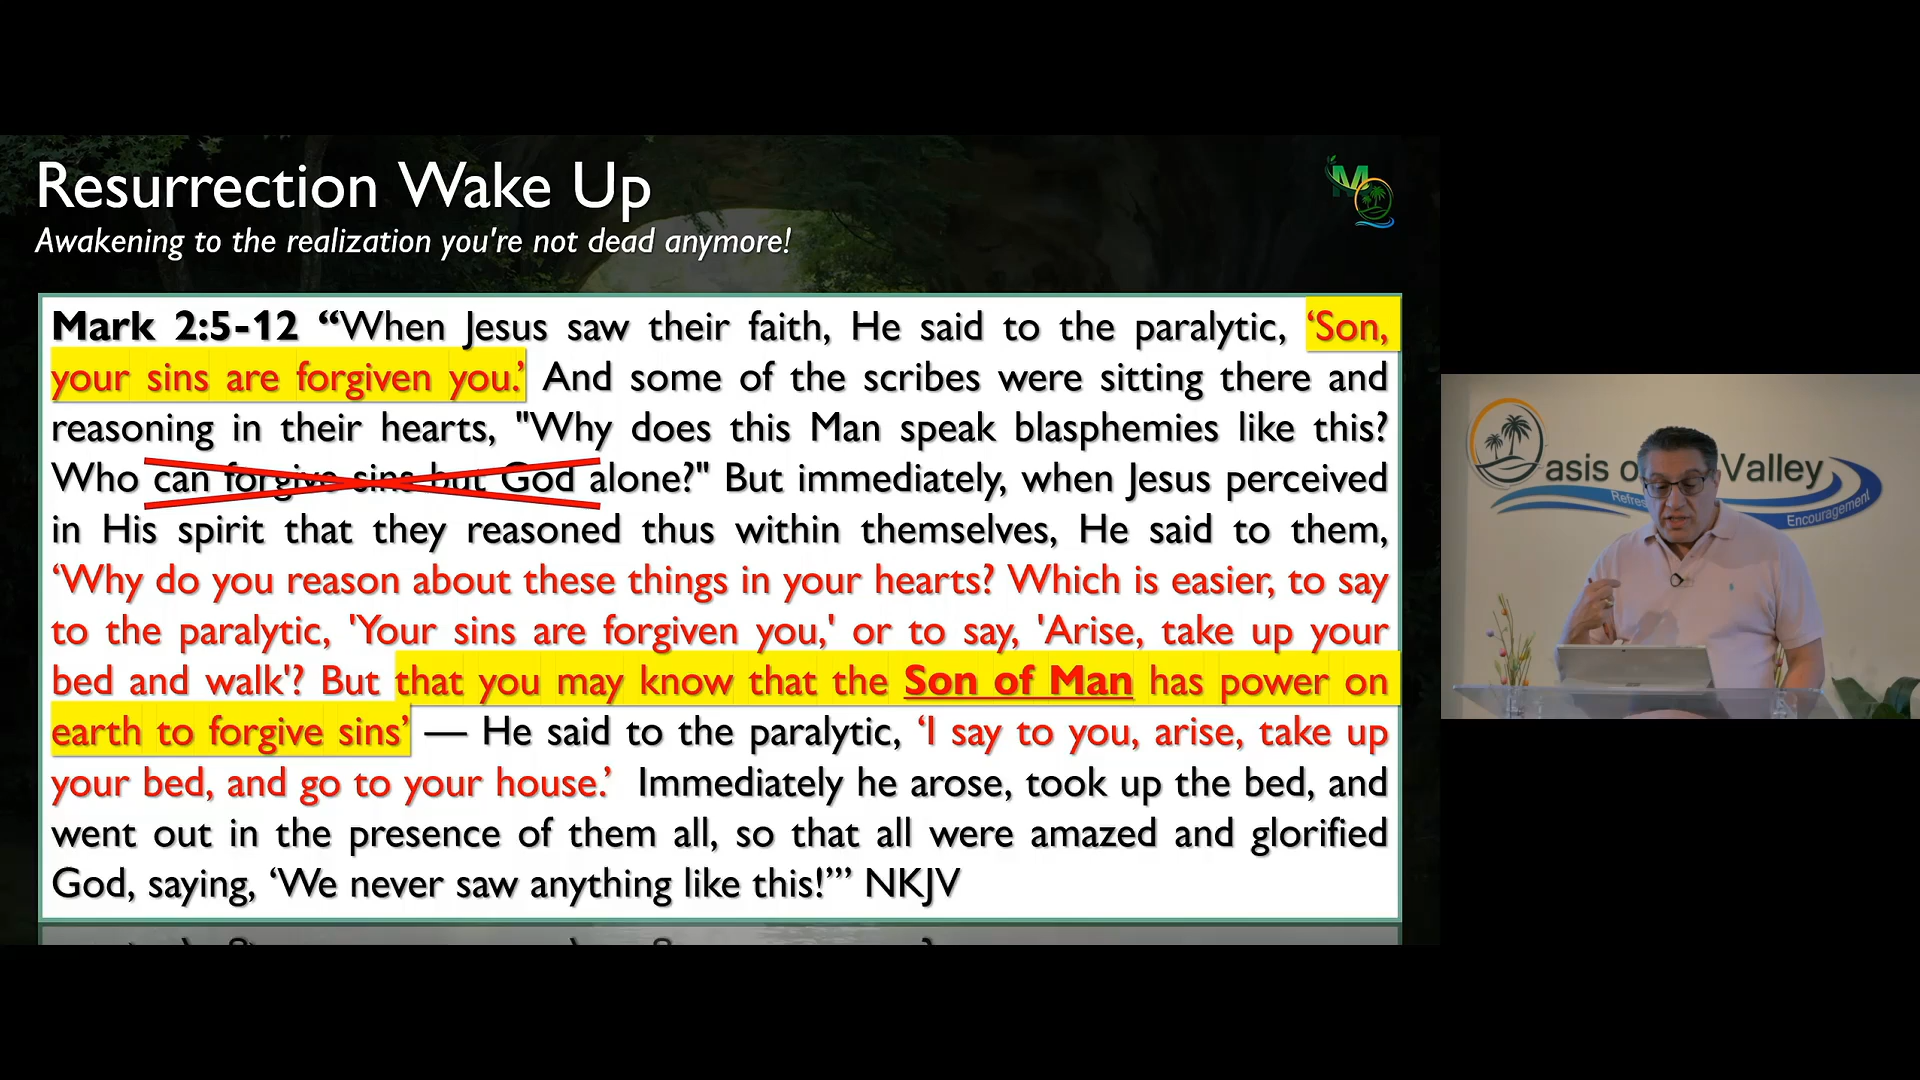 Resurrection Wake Up
Awakening to the realization you're not dead anymore!
M
Mark 2:5-12 “When Jesus saw their faith, He said to the paralytic, ‘Son,
your sins are forgiven you.’ And some of the scribes were sitting there and
reasoning in their hearts, "Why does this Man speak blasphemies like this?
Who can forgive sins but God alone?" But immediately, when Jesus perceived
in His spirit that they reasoned thus within themselves, He said to them,
‘Why do you reason about these things in your hearts? Which is easier, to say
to the paralytic, 'Your sins are forgiven you,' or to say, 'Arise, take up your
bed and walk'? But that you may know that the Son of Man has power on
earth to forgive sins’ — He said to the paralytic, ‘I say to you, arise, take up
your bed, and go to your house.’ Immediately he arose, took up the bed, and
went out in the presence of them all, so that all were amazed and glorified
God, saying, ‘We never saw anything like this!’” NKJV
asis o Valley
Refres
Encouragement